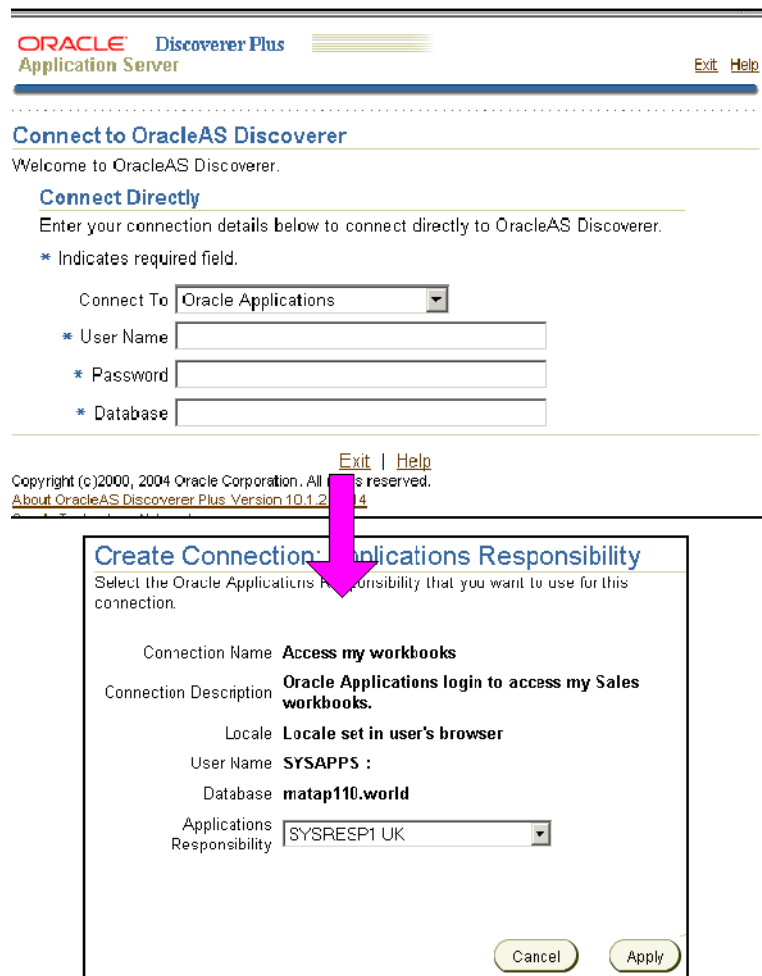 ORACLE Discoverer Plus
Application Server
Exit Help
Connect to OracleAS Discoverer
Welcome to OracleAS Discoverer.
Connect Directly
Enter your connection details below to connect directly to OracleAS Discoverer.
* Indicates required field.
Connect To Oracle Applications
* User Name
* Password
* Database
Exit | Help
Copyright (c)2000, 2004 Oracle Corporation. All reserved.
About OracleAS Discoverer Plus Version 10.1.2 14
Create Connection: Applications Responsibility
Select the Oracle Applications Responsibility that you want to use for this
connection.
Connection Name Access my workbooks
Connection Description Oracle Applications login to access my Sales
workbooks.
Locale Locale set in user's browser
User Name SYSAPPS :
Database matap110.world
Applications
Responsibility SYSRESP1 UK
Cancel Apply